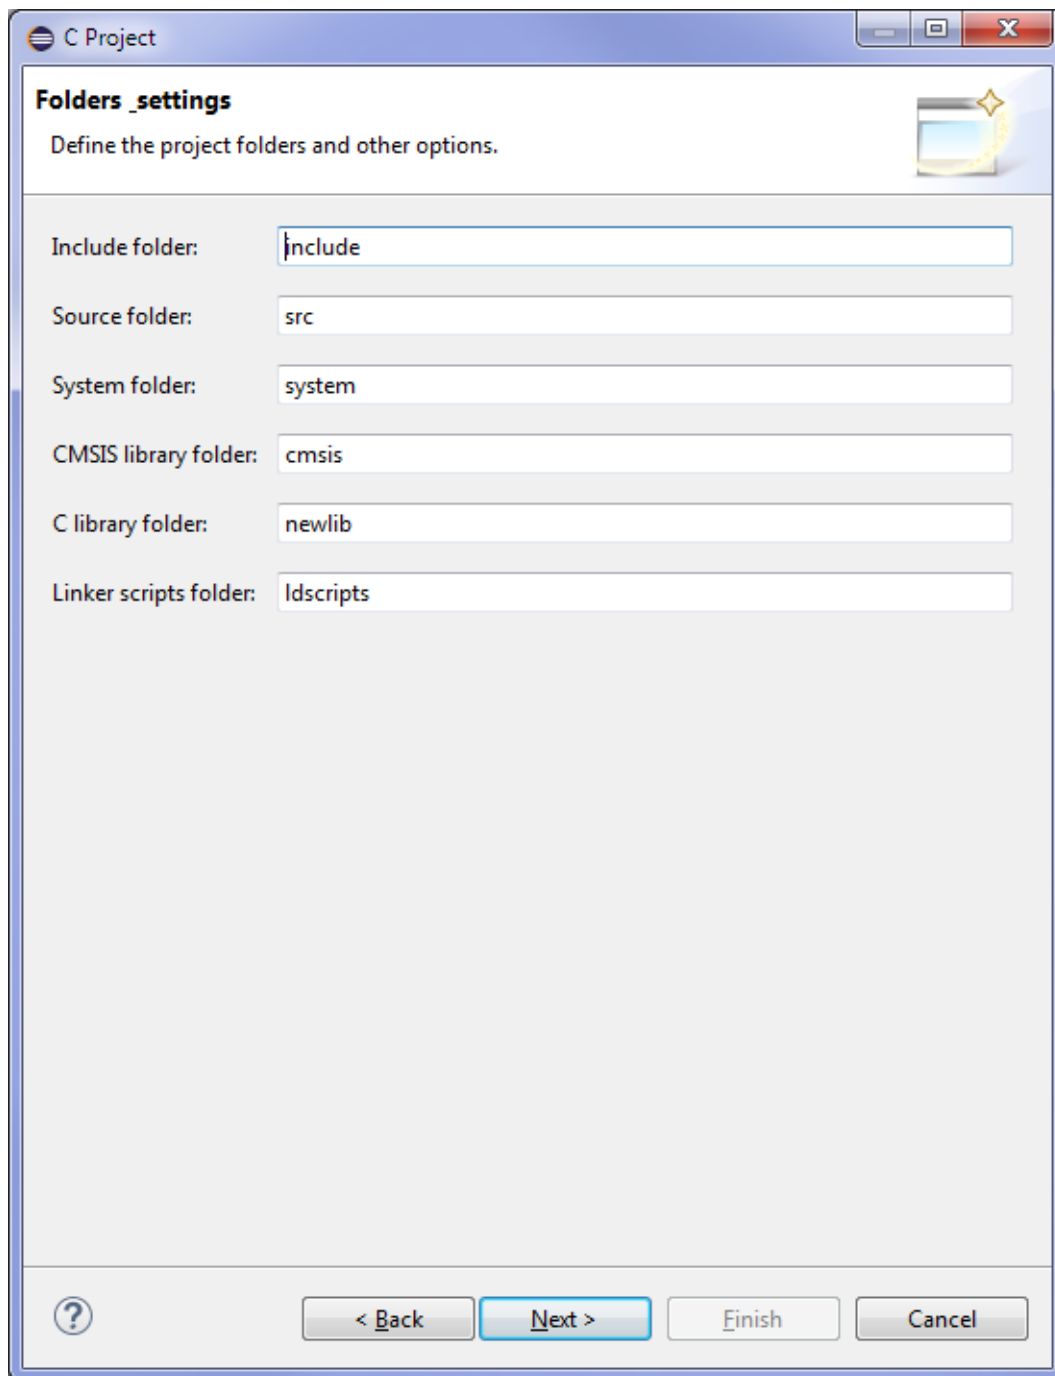 C Project
Folders _settings
Define the project folders and other options.
Include folder: include
Source folder: src
System folder: system
CMSIS library folder: cmsis
C library folder: newlib
Linker scripts folder: ldscripts
? < Back Next > Finish Cancel